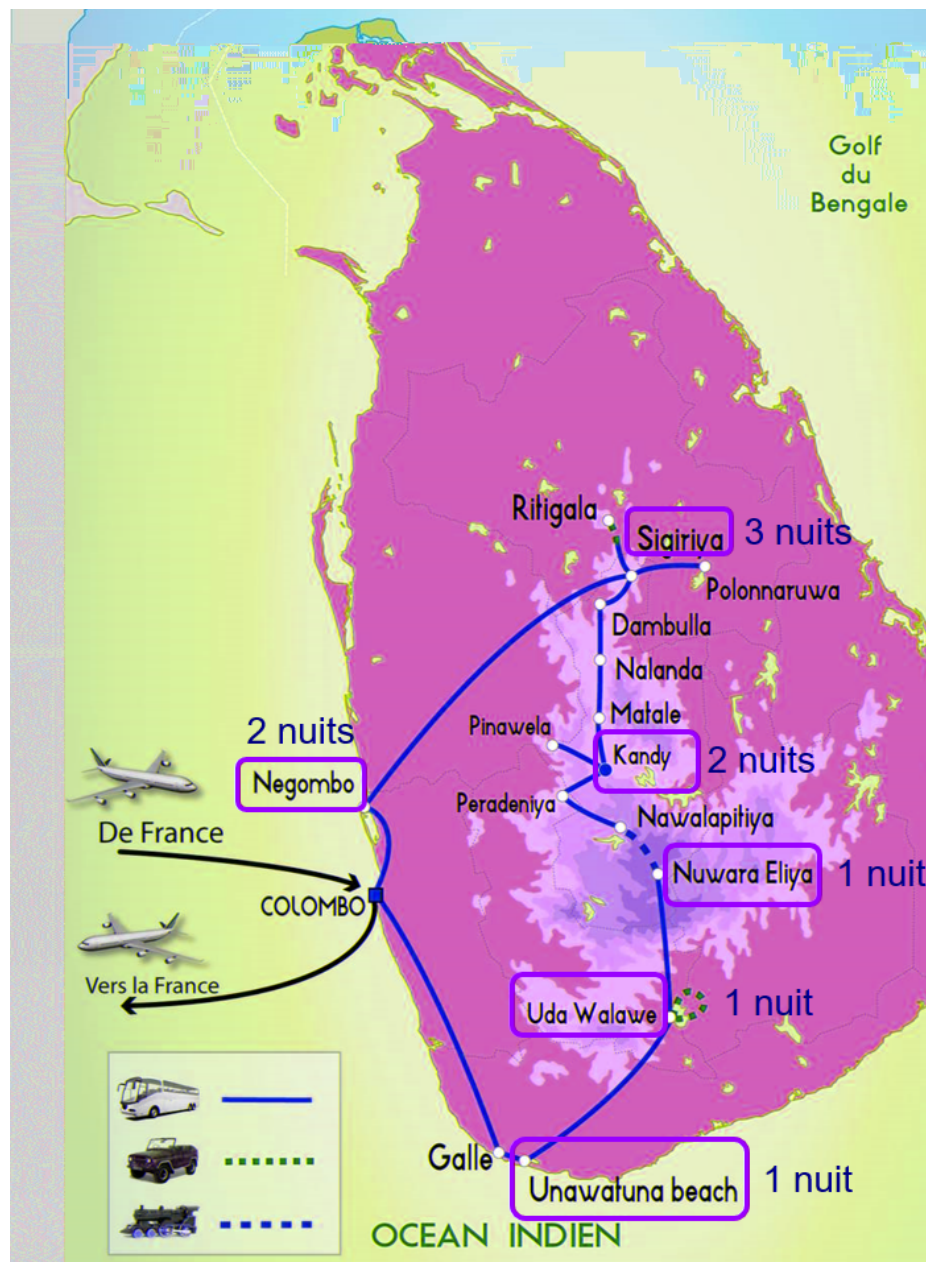 Golf
du
Bengale
Ritigala
Sigiriya
3 nuits
Polonnaruwa
Dambulla
Nalanda
Matale
Pinawela
Kandy
2 nuits
2 nuits
Negombo
Peradeniya
Nawalapitiya
De France
Nuwara Eliya
1 nuit
COLOMBO
Vers la France
Uda Walawe
1 nuit
Galle
Unawatuna beach
1 nuit
OCEAN INDIEN